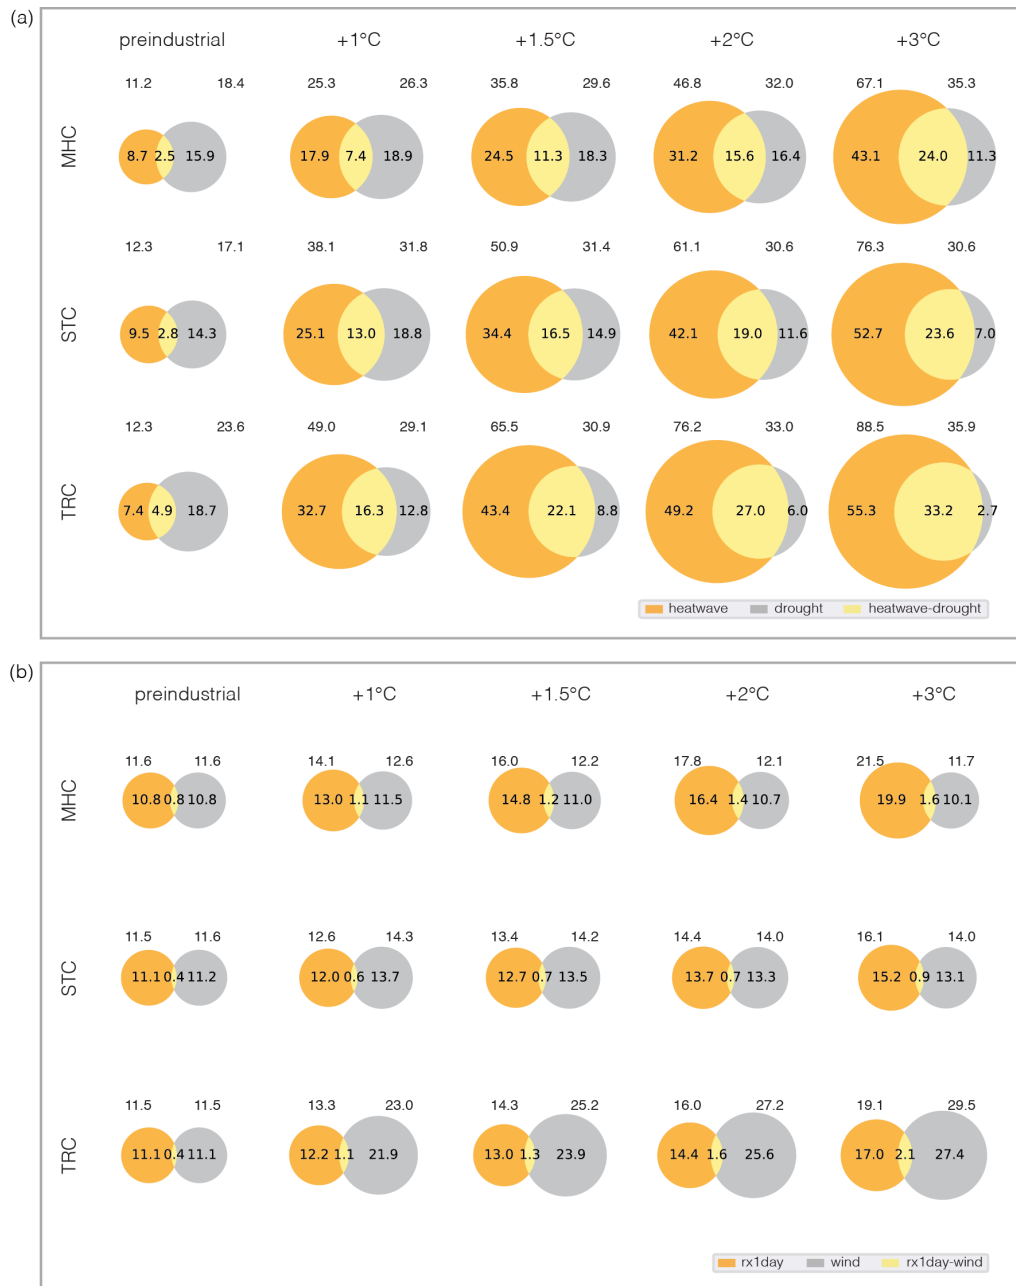 (a)
preindustrial +1°C +1.5°C +2°C +3°C
11.2 18.4 25.3 26.3 35.8 29.6 46.8 32.0 67.1 35.3
MHC 8.7 2.5 15.9 17.9 7.4 18.9 24.5 11.3 18.3 31.2 15.6 16.4 43.1 24.0 11.3
12.3 17.1 38.1 31.8 50.9 31.4 61.1 30.6 76.3 30.6
STC 9.5 2.8 14.3 25.1 13.0 18.8 34.4 16.5 14.9 42.1 19.0 11.6 52.7 23.6 7.0
12.3 23.6 49.0 29.1 65.5 30.9 76.2 33.0 88.5 35.9
TRC 7.4 4.9 18.7 32.7 16.3 12.8 43.4 22.1 8.8 49.2 27.0 6.0 55.3 33.2 2.7
heatwave drought heatwave-drought
(b)
preindustrial +1°C +1.5°C +2°C +3°C
11.6 11.6 14.1 12.6 16.0 12.2 17.8 12.1 21.5 11.7
MHC 10.8 0.8 10.8 13.0 1.1 11.5 14.8 1.2 11.0 16.4 1.4 10.7 19.9 1.6 10.1
11.5 11.6 12.6 14.3 13.4 14.2 14.4 14.0 16.1 14.0
STC 11.1 0.4 11.2 12.0 0.6 13.7 12.7 0.7 13.5 13.7 0.7 13.3 15.2 0.9 13.1
11.5 11.5 13.3 23.0 14.3 25.2 16.0 27.2 19.1 29.5
TRC 11.1 0.4 11.1 12.2 1.1 21.9 13.0 1.3 23.9 14.4 1.6 25.6 17.0 2.1 27.4
rx1day wind rx1day-wind